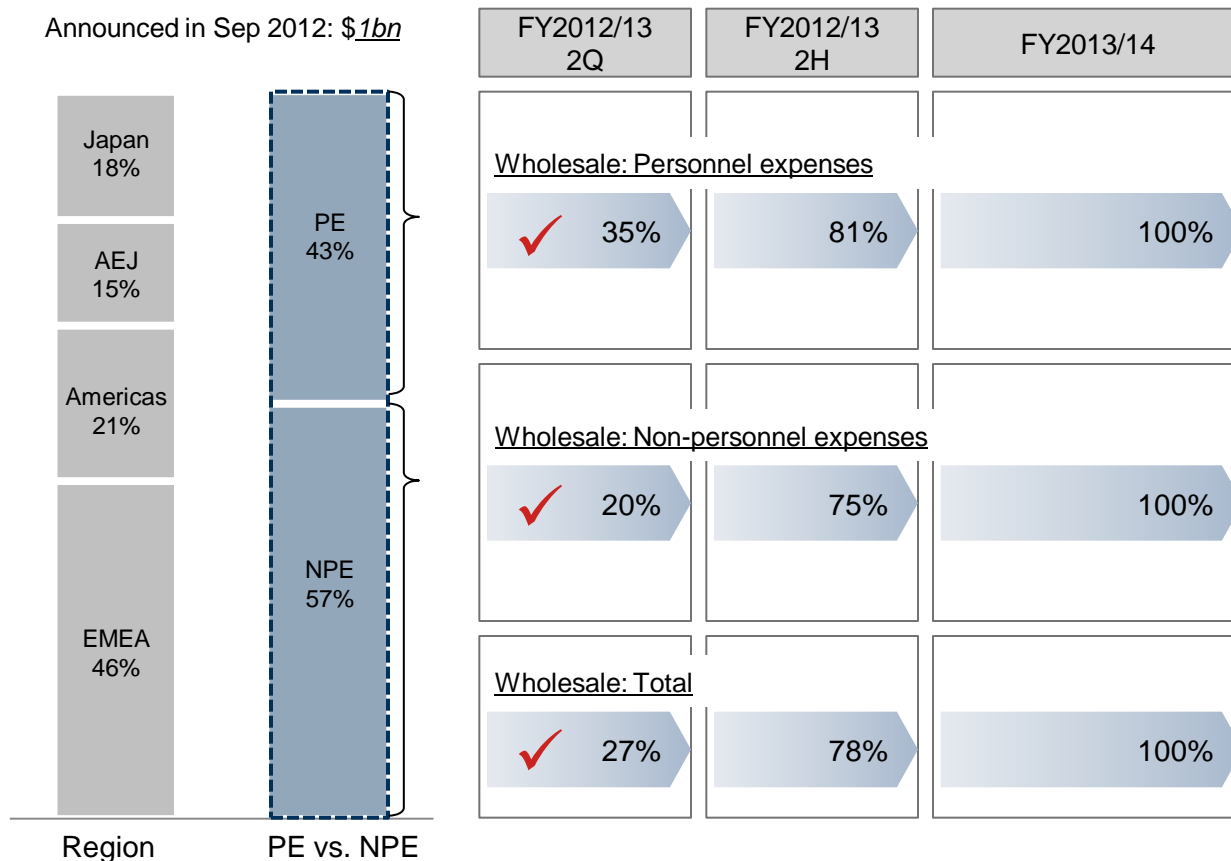 Announced in Sep 2012: $1bn
Japan
18%
AEJ
15%
Americas
21%
EMEA
46%
Region
PE
43%
NPE
57%
PE vs. NPE
FY2012/13
2Q
FY2012/13
2H
FY2013/14
Wholesale: Personnel expenses
35%
81%
100%
Wholesale: Non-personnel expenses
20%
75%
100%
Wholesale: Total
27%
78%
100%